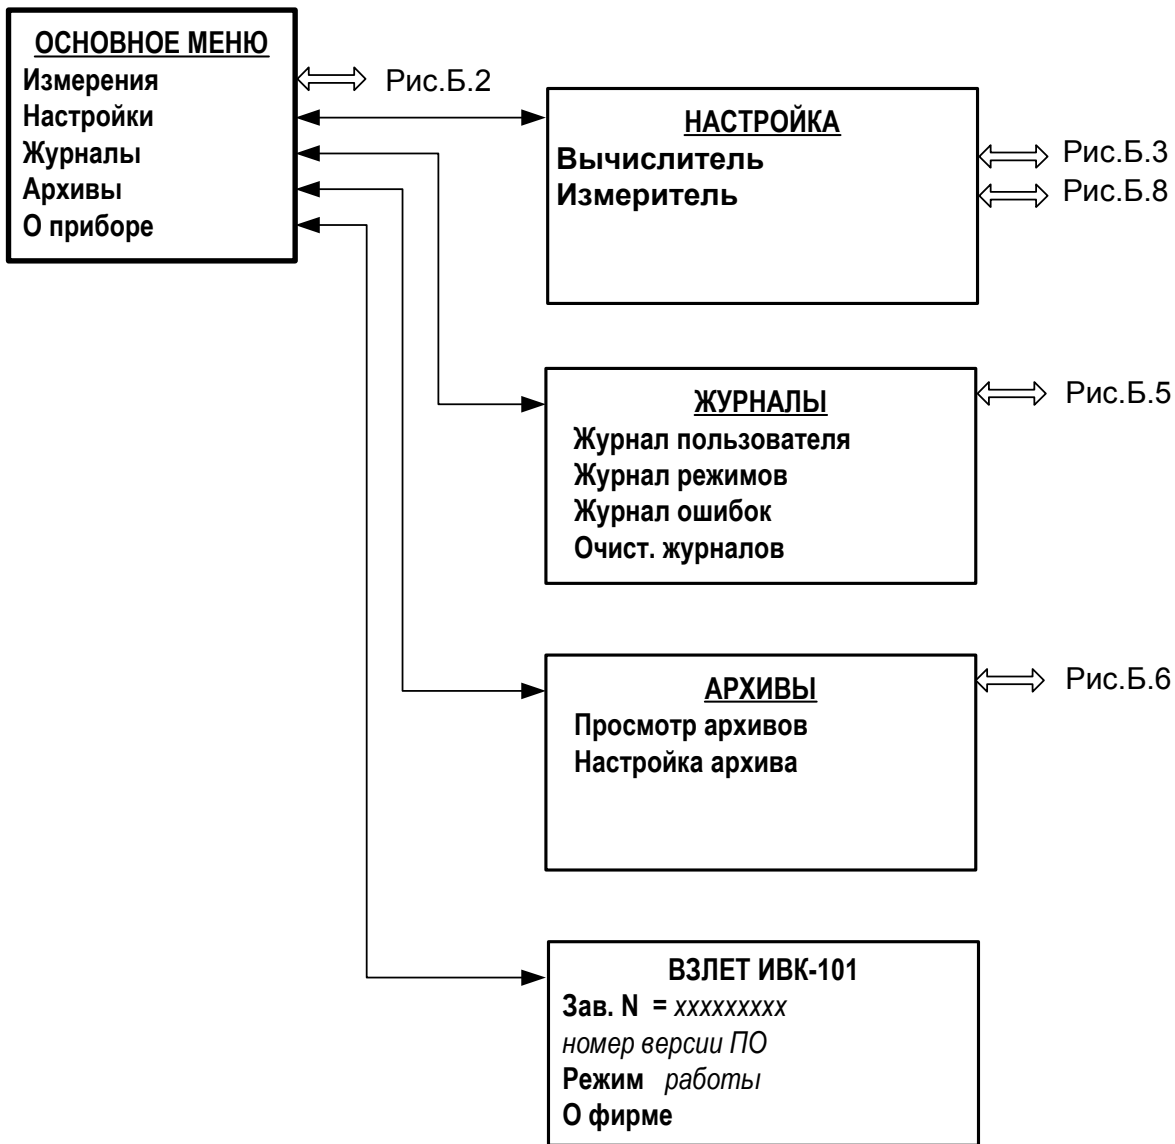 ОСНОВНОЕ МЕНЮ
Измерения
Настройки
Журналы
Архивы
О приборе
Рис.Б.2
НАСТРОЙКА
Вычислитель
Измеритель
Рис.Б.3
Рис.Б.8
ЖУРНАЛЫ
Журнал пользователя
Журнал режимов
Журнал ошибок
Очист. журналов
Рис.Б.5
АРХИВЫ
Просмотр архивов
Настройка архива
Рис.Б.6
ВЗЛЕТ ИВК-101
Зав. N = xxxxxxxxx
номер версии ПО
Режим работы
О фирме